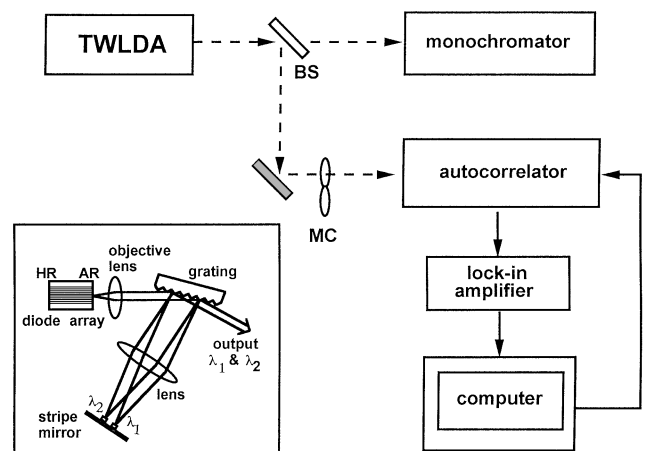 TWLDA
BS
monochromator
autocorrelator
MC
lock-in
amplifier
computer
objective
lens
HR AR
grating
diode array
output
λ1 & λ2
lens
λ2
λ1
stripe
mirror